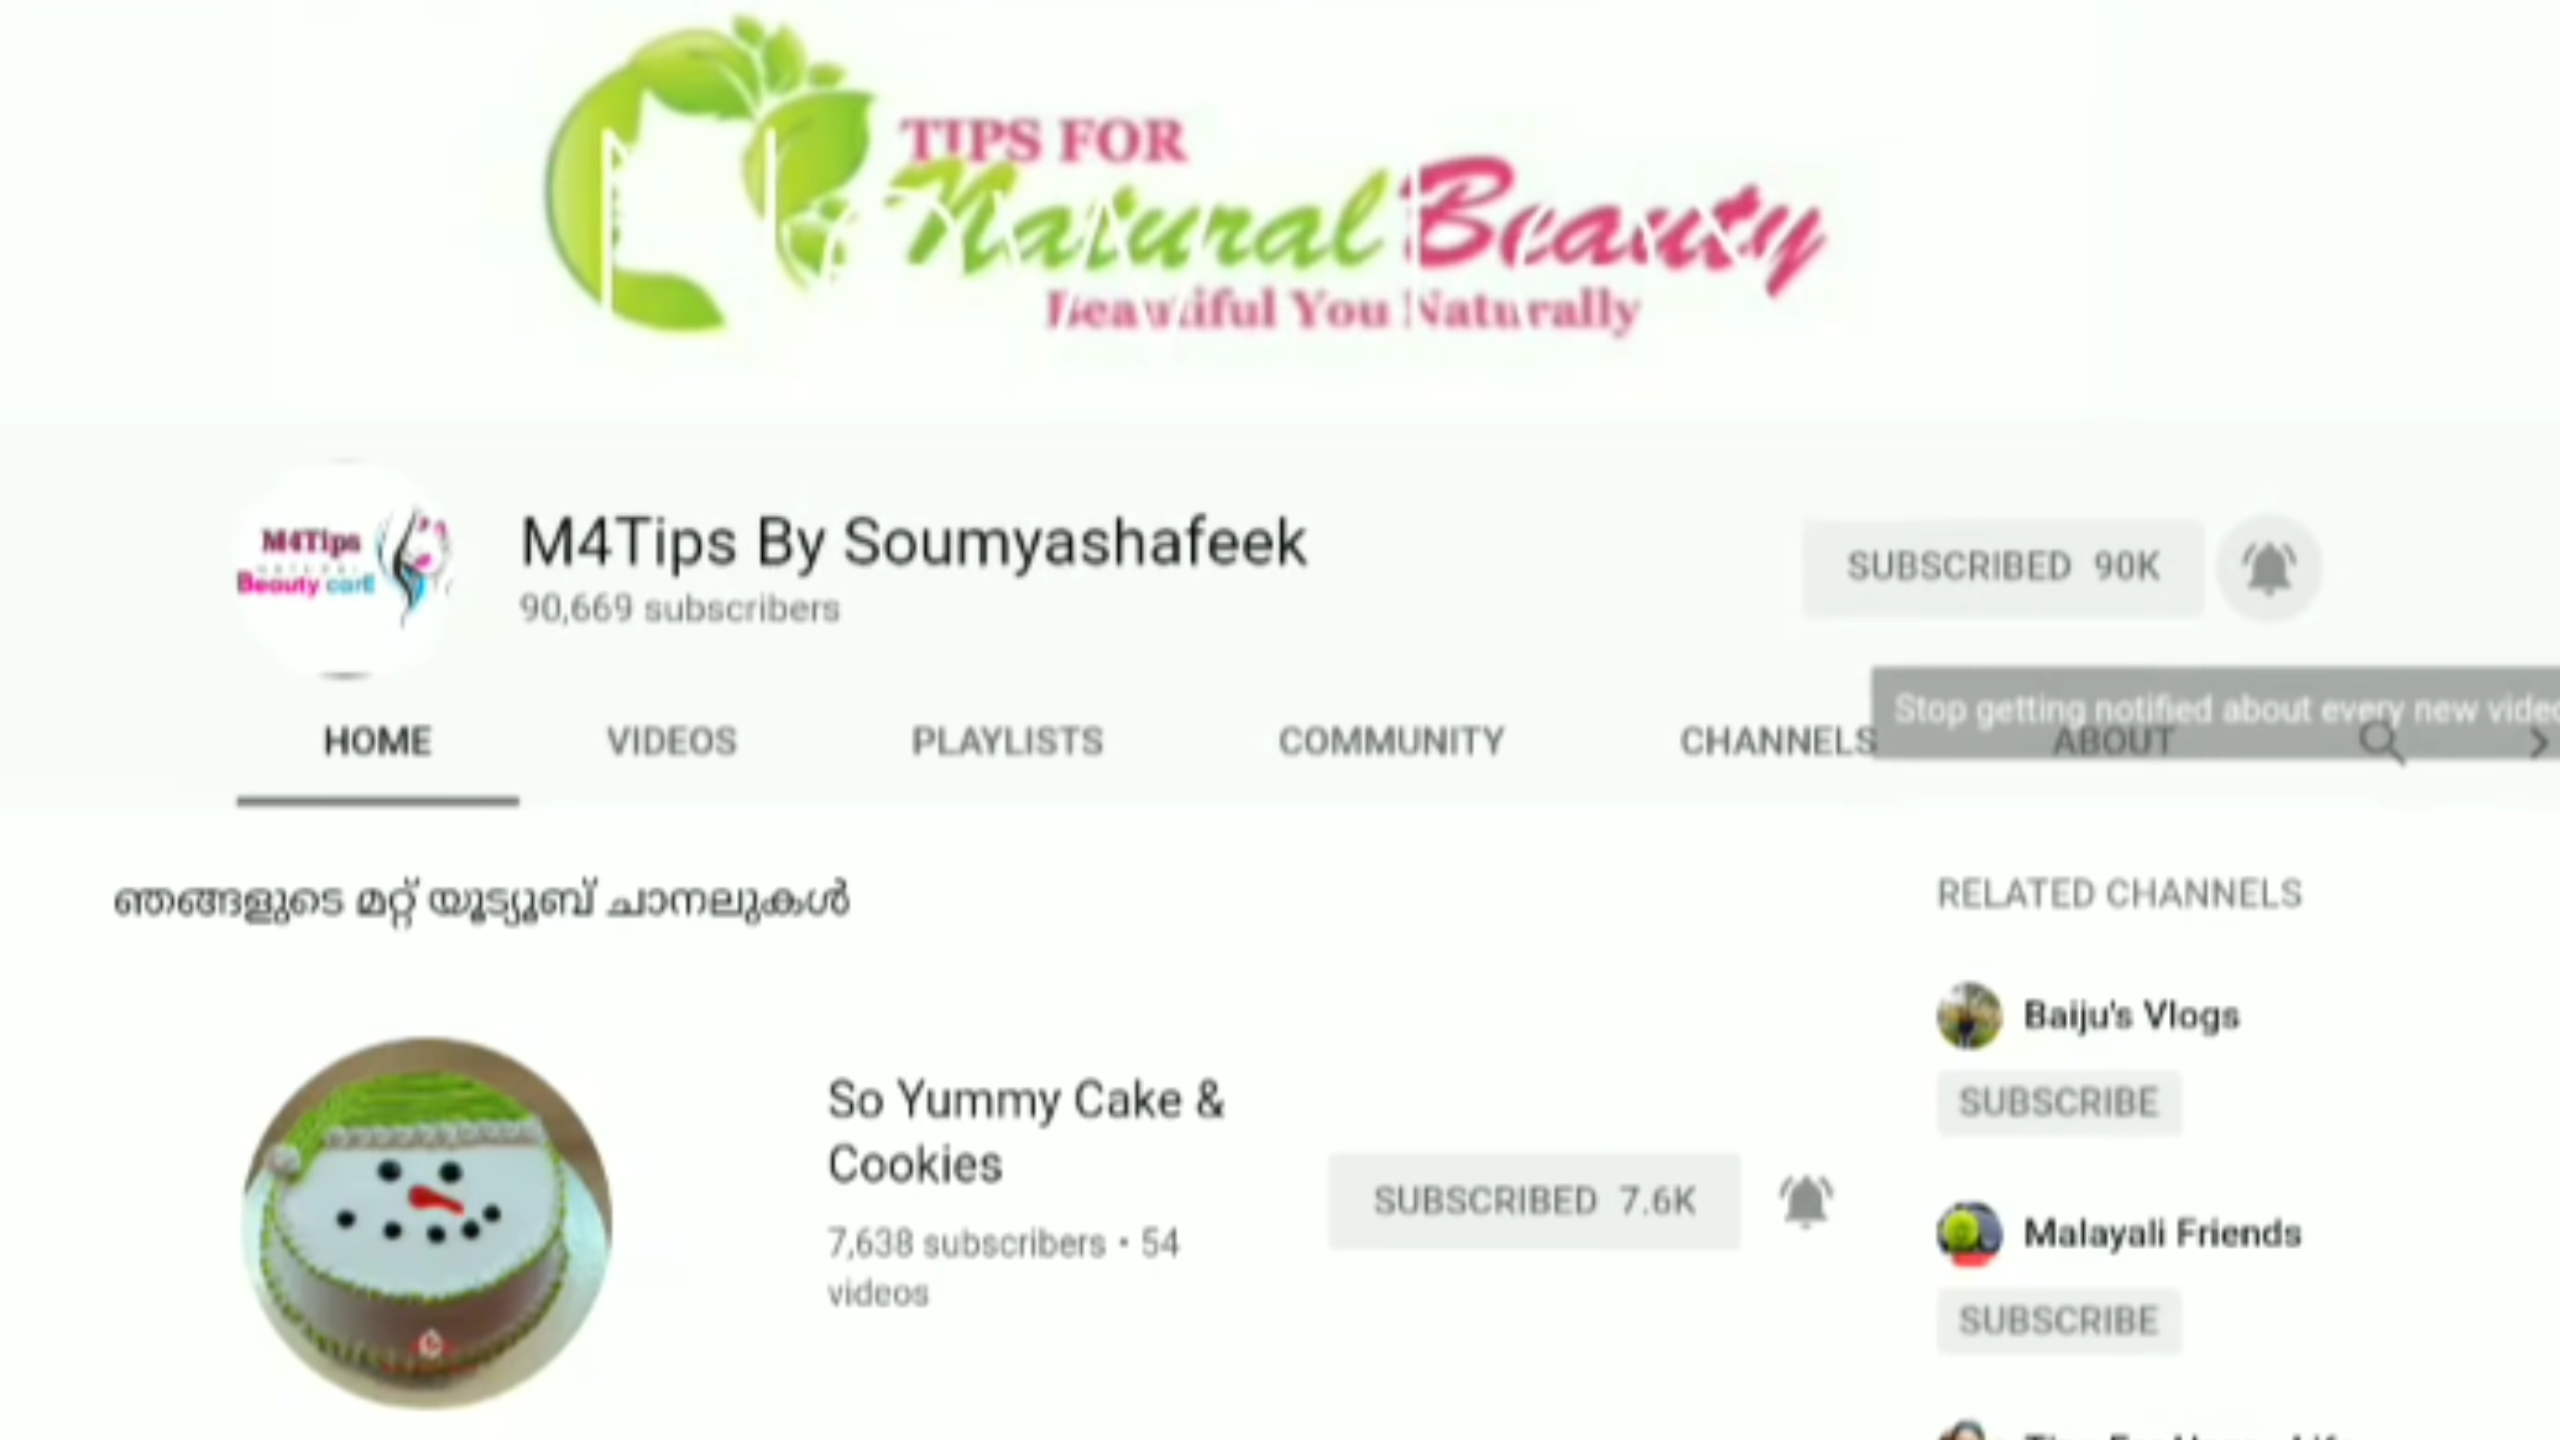 TIPS FOR
Natural Beauty
Beautiful You Naturally
M4Tips
Beauty care
M4Tips By Soumyashafeek
SUBSCRIBED 90K
90,669 subscribers
Stop getting notified about every new video
HOME
VIDEOS
PLAYLISTS
COMMUNITY
CHANNELS
ABOUT
ഞങ്ങളുടെ മറ്റ് യൂട്യൂബ് ചാനലുകൾ
So Yummy Cake &
Cookies
7,638 subscribers • 54
videos
SUBSCRIBED 7.6K
RELATED CHANNELS
Baiju's Vlogs
SUBSCRIBE
Malayali Friends
SUBSCRIBE